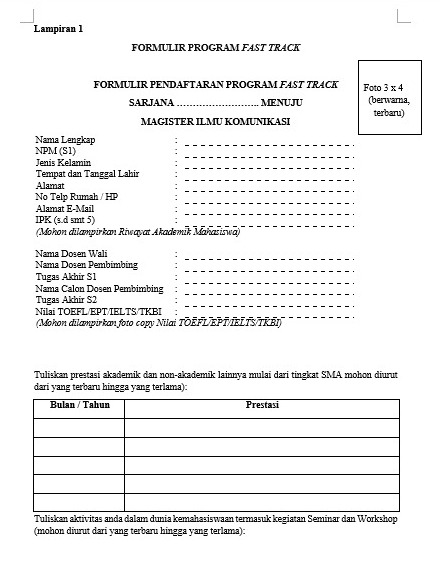 Lampiran 1
FORMULIR PROGRAM FAST TRACK
FORMULIR PENDAFTARAN PROGRAM FAST TRACK
SARJANA ……………………... MENUJU
MAGISTER ILMU KOMUNIKASI
Foto 3 x 4
(berwarna,
terbaru)
Nama Lengkap :
NPM (S1) :
Jenis Kelamin :
Tempat dan Tanggal Lahir :
Alamat :
No Telp Rumah / HP :
Alamat E-Mail :
IPK (s.d smt 5) :
(Mohon dilampirkan Riwayat Akademik Mahasiswa)
Nama Dosen Wali :
Nama Dosen Pembimbing :
Tugas Akhir S1 :
Nama Calon Dosen Pembimbing :
Tugas Akhir S2 :
Nilai TOEFL/EPT/IELTS/TKBI :
(Mohon dilampirkan foto copy Nilai TOEFL/EPT/IELTS/TKBI)
Tuliskan prestasi akademik dan non-akademik lainnya mulai dari tingkat SMA mohon diurut
dari yang terbaru hingga yang terlama):
Bulan / Tahun Prestasi
Tuliskan aktivitas anda dalam dunia kemahasiswaan termasuk kegiatan Seminar dan Workshop
(mohon diurut dari yang terbaru hingga yang terlama):